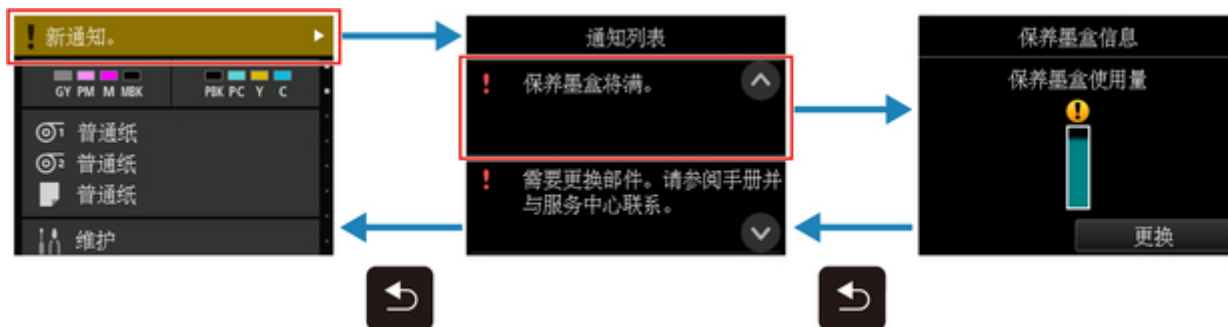 新通知。
GY PM M MBK
PBK PC Y C
普通纸
普通纸
普通纸
维护
通知列表
保养墨盒将满。
需要更换部件。请参阅手册并
与服务中心联系。
保养墨盒信息
保养墨盒使用量
更换